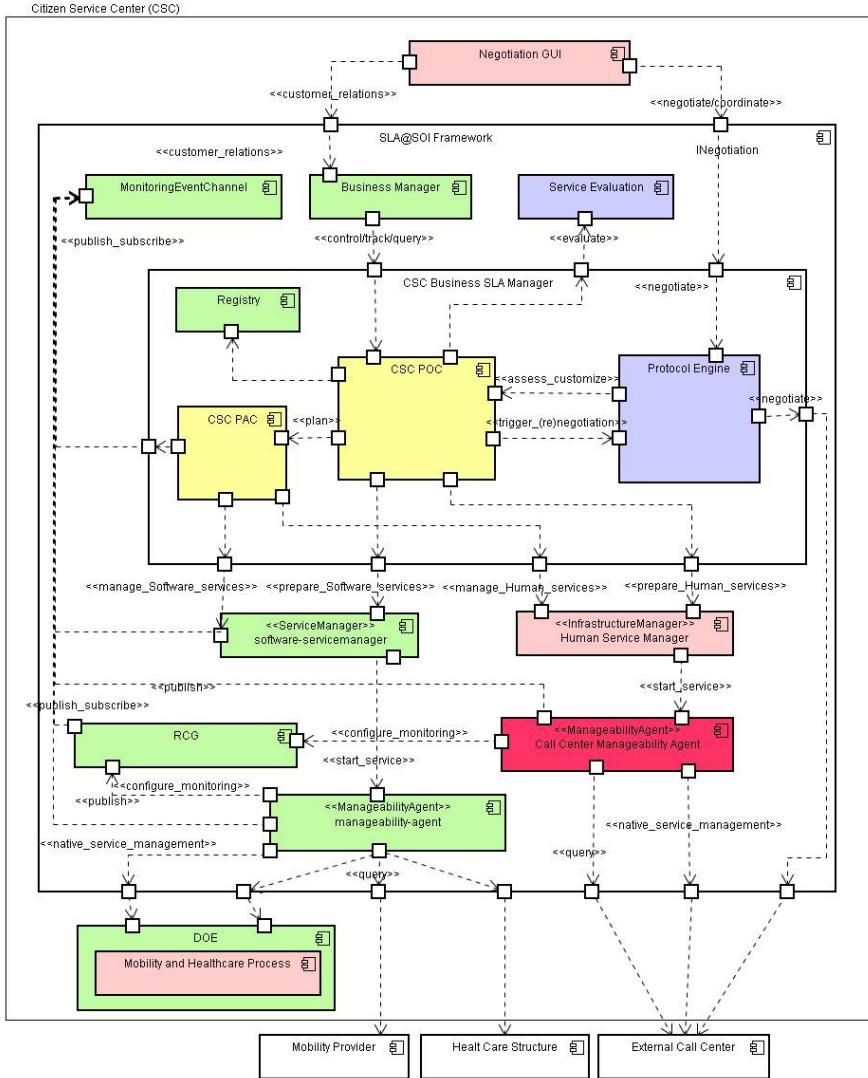 Citizen Service Center (CSC)
Negotiation GUI
<<customer_relations>>
<<negotiate/coordinate>>
SLA@SOI Framework
<<customer_relations>>
INegotiation
MonitoringEventChannel
Business Manager
Service Evaluation
<<publish_subscribe>>
<<control/track/query>>
<<evaluate>>
CSC Business SLA Manager
<<negotiate>>
Registry
CSC POC
Protocol Engine
<<assess_customize>>
<<negotiate>>
CSC PAC
<<plan>>
<<trigger_(re)negotiation>>
<<manage_Software_services>>
<<prepare_Software_services>>
<<manage_Human_services>>
<<prepare_Human_services>>
<<ServiceManager>>
software-servicemanager
<<InfrastructureManager>>
Human Service Manager
<<publish>>
<<start_service>>
<<publish_subscribe>>
RCG
<<configure_monitoring>>
<<ManageabilityAgent>>
Call Center Manageability Agent
<<start_service>>
<<configure_monitoring>>
<<publish>>
<<ManageabilityAgent>>
manageability-agent
<<native_service_management>>
<<native_service_management>>
<<query>>
<<query>>
DOE
Mobility and Healthcare Process
Mobility Provider
Healt Care Structure
External Call Center